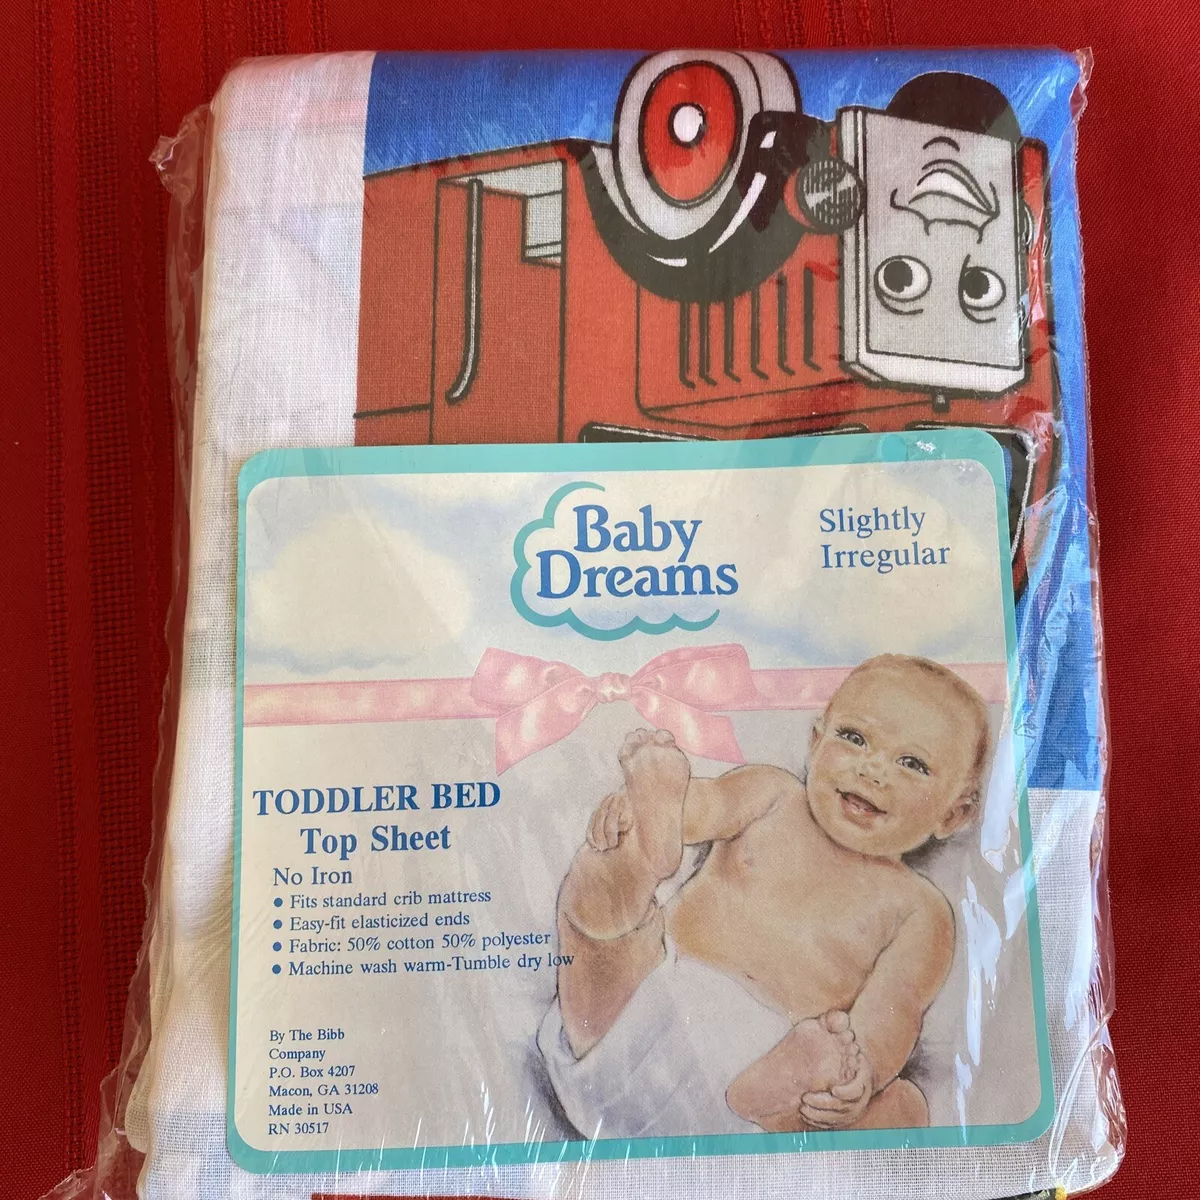 Baby
Dreams
Slightly
Irregular
TODDLER BED
Top Sheet
No Iron
• Fits standard crib mattress
• Easy-fit elasticized ends
• Fabric: 50% cotton 50% polyester
• Machine wash warm-Tumble dry low
By The Bibb
Company
P.O. Box 4207
Macon, GA 31208
Made in USA
RN 30517